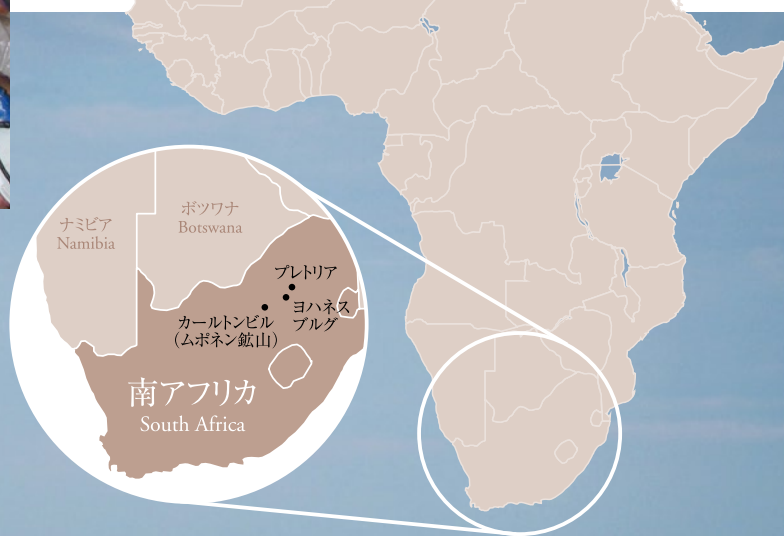 ナミビア
Namibia
ボツワナ
Botswana
プレトリア
ヨハネス
ブルグ
カールトンビル
（ムポネン鉱山）
南アフリカ
South Africa